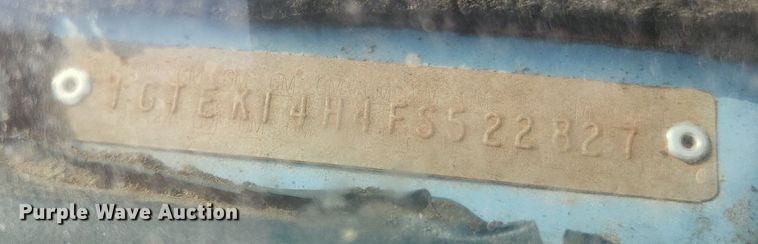 1GTEK14H4FS522827
Purple Wave Auction